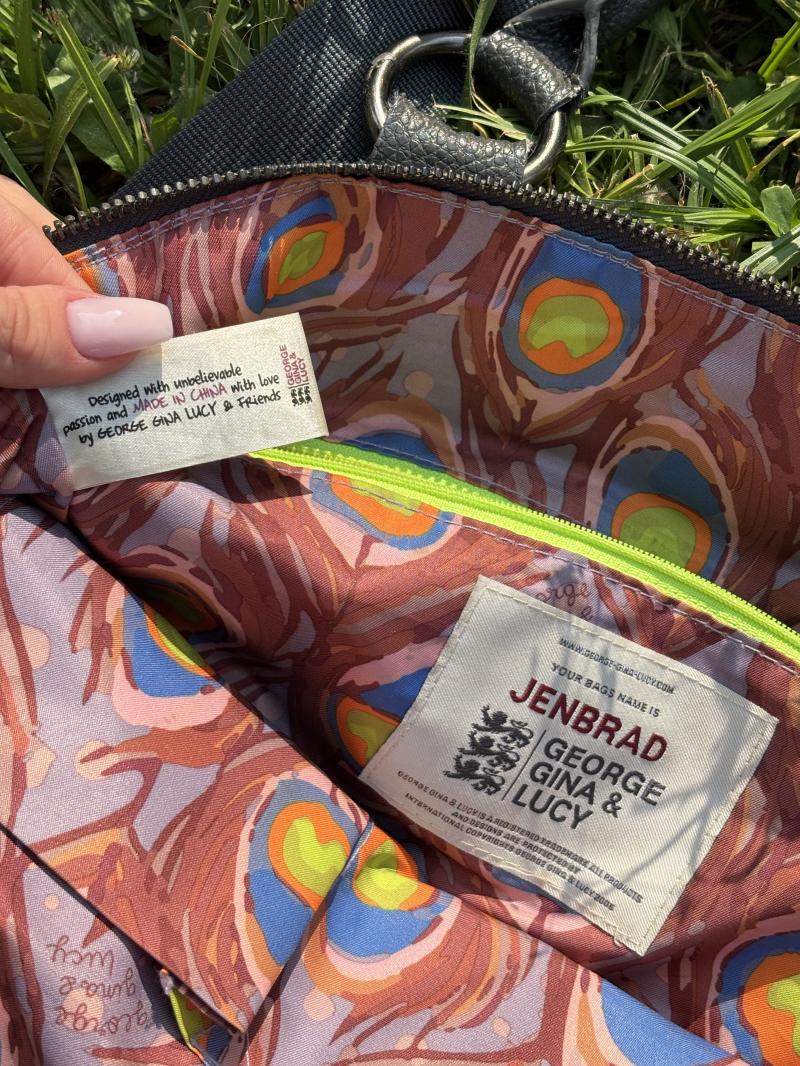 Designed with unbelievable
passion and MADE IN CHINA with love
by GEORGE GINA LUCY & Friends
GEORGE
GINA &
LUCY
WWW.GEORGE-GINA-LUCY.COM
YOUR BAGS NAME IS
JENBRAD
GEORGE
GINA &
LUCY
GEORGE GINA & LUCY IS A REGISTERED TRADEMARK ALL PRODUCTS
AND DESIGNS ARE PROTECTED BY
INTERNATIONAL COPYRIGHTS GEORGE GINA & LUCY 2005
george
gina &
lucy